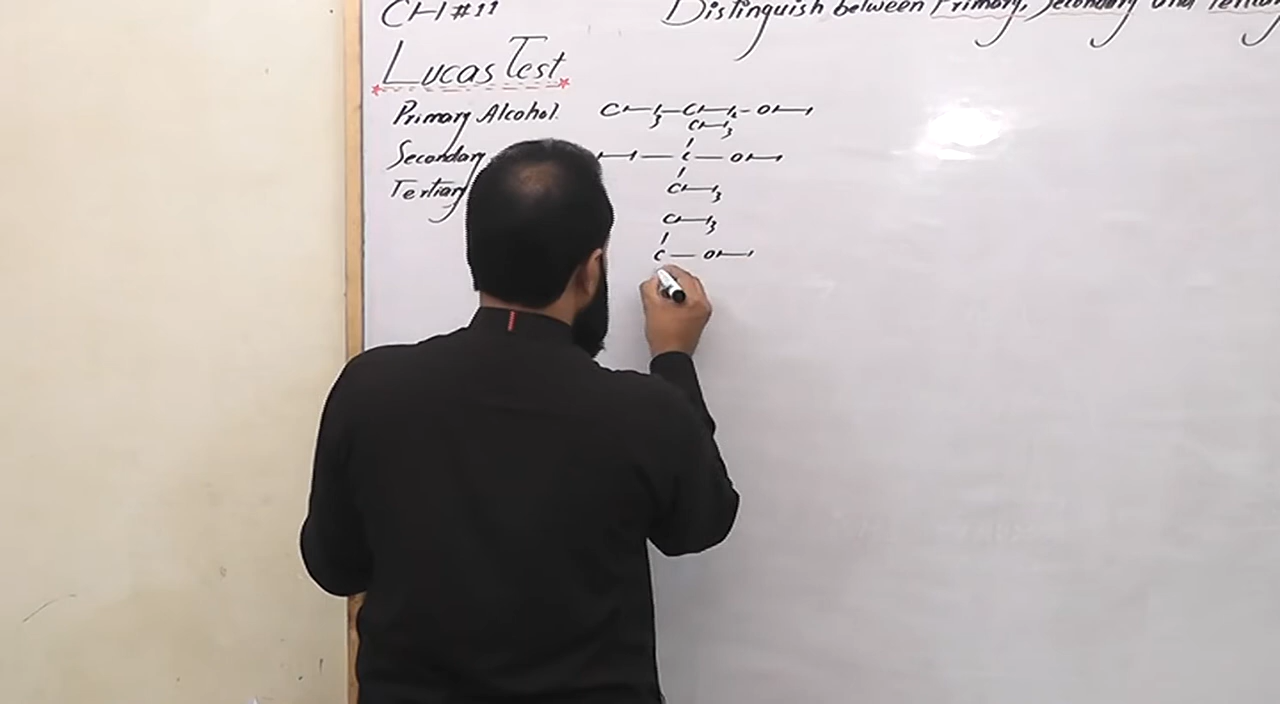 CH#11
Distinguish between Primary, Secondary and Tertiary
Lucas Test
Primary Alcohol. CH3-CH2-OH
CH3
Secondary H-C-OH
Tertiary CH3
CH3
C-OH